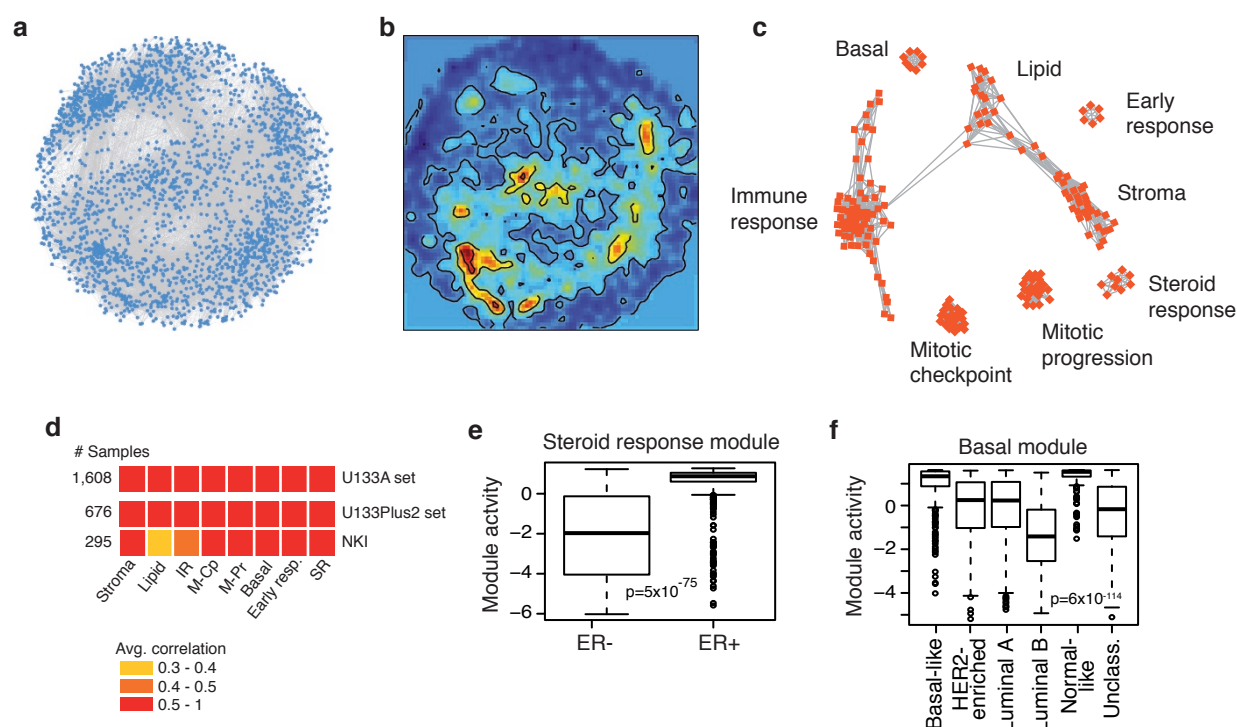 a
b
c
Basal
Lipid
Early
response
Immune
response
Stroma
Steroid
response
Mitotic
progression
Mitotic
checkpoint
d
# Samples
1,608
U133A set
676
U133Plus2 set
295
NKI
Stroma
Lipid
IR
M-Cp
M-Pr
Basal
Early resp.
SR
Avg. correlation
0.3 - 0.4
0.4 - 0.5
0.5 - 1
e
Steroid response module
Module activity
0
−2
−4
−6
p=5x10-75
ER-
ER+
f
Basal module
Module activity
0
−2
−4
p=6x10-114
Basal-like
HER2-
enriched
Luminal A
Luminal B
Normal-
like
Unclass.